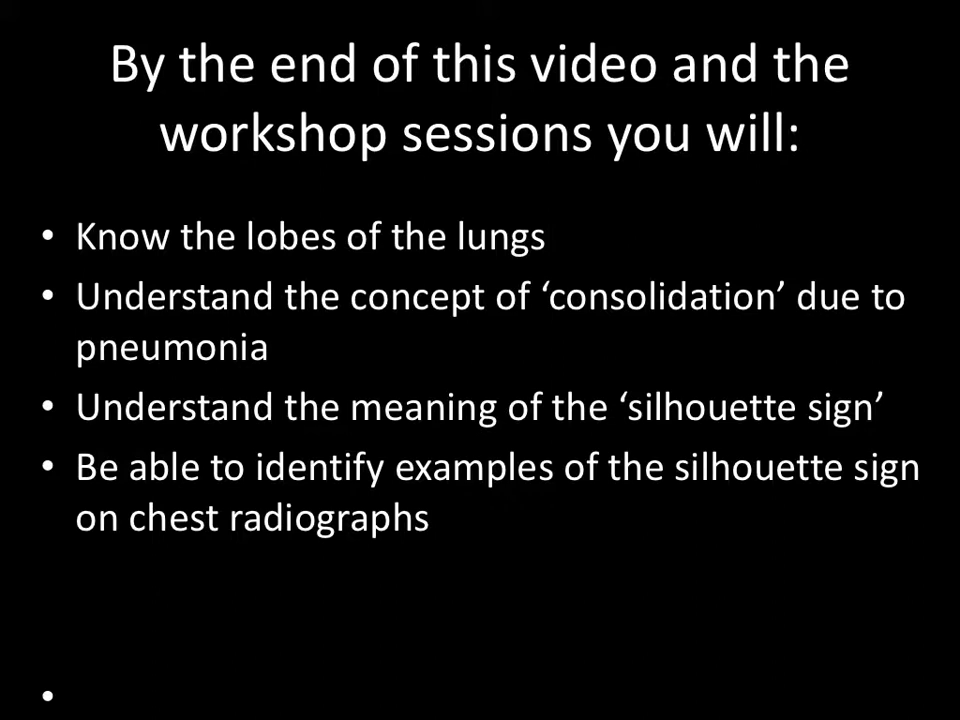 By the end of this video and the
workshop sessions you will:
• Know the lobes of the lungs
• Understand the concept of ‘consolidation’ due to
pneumonia
• Understand the meaning of the ‘silhouette sign’
• Be able to identify examples of the silhouette sign
on chest radiographs
•